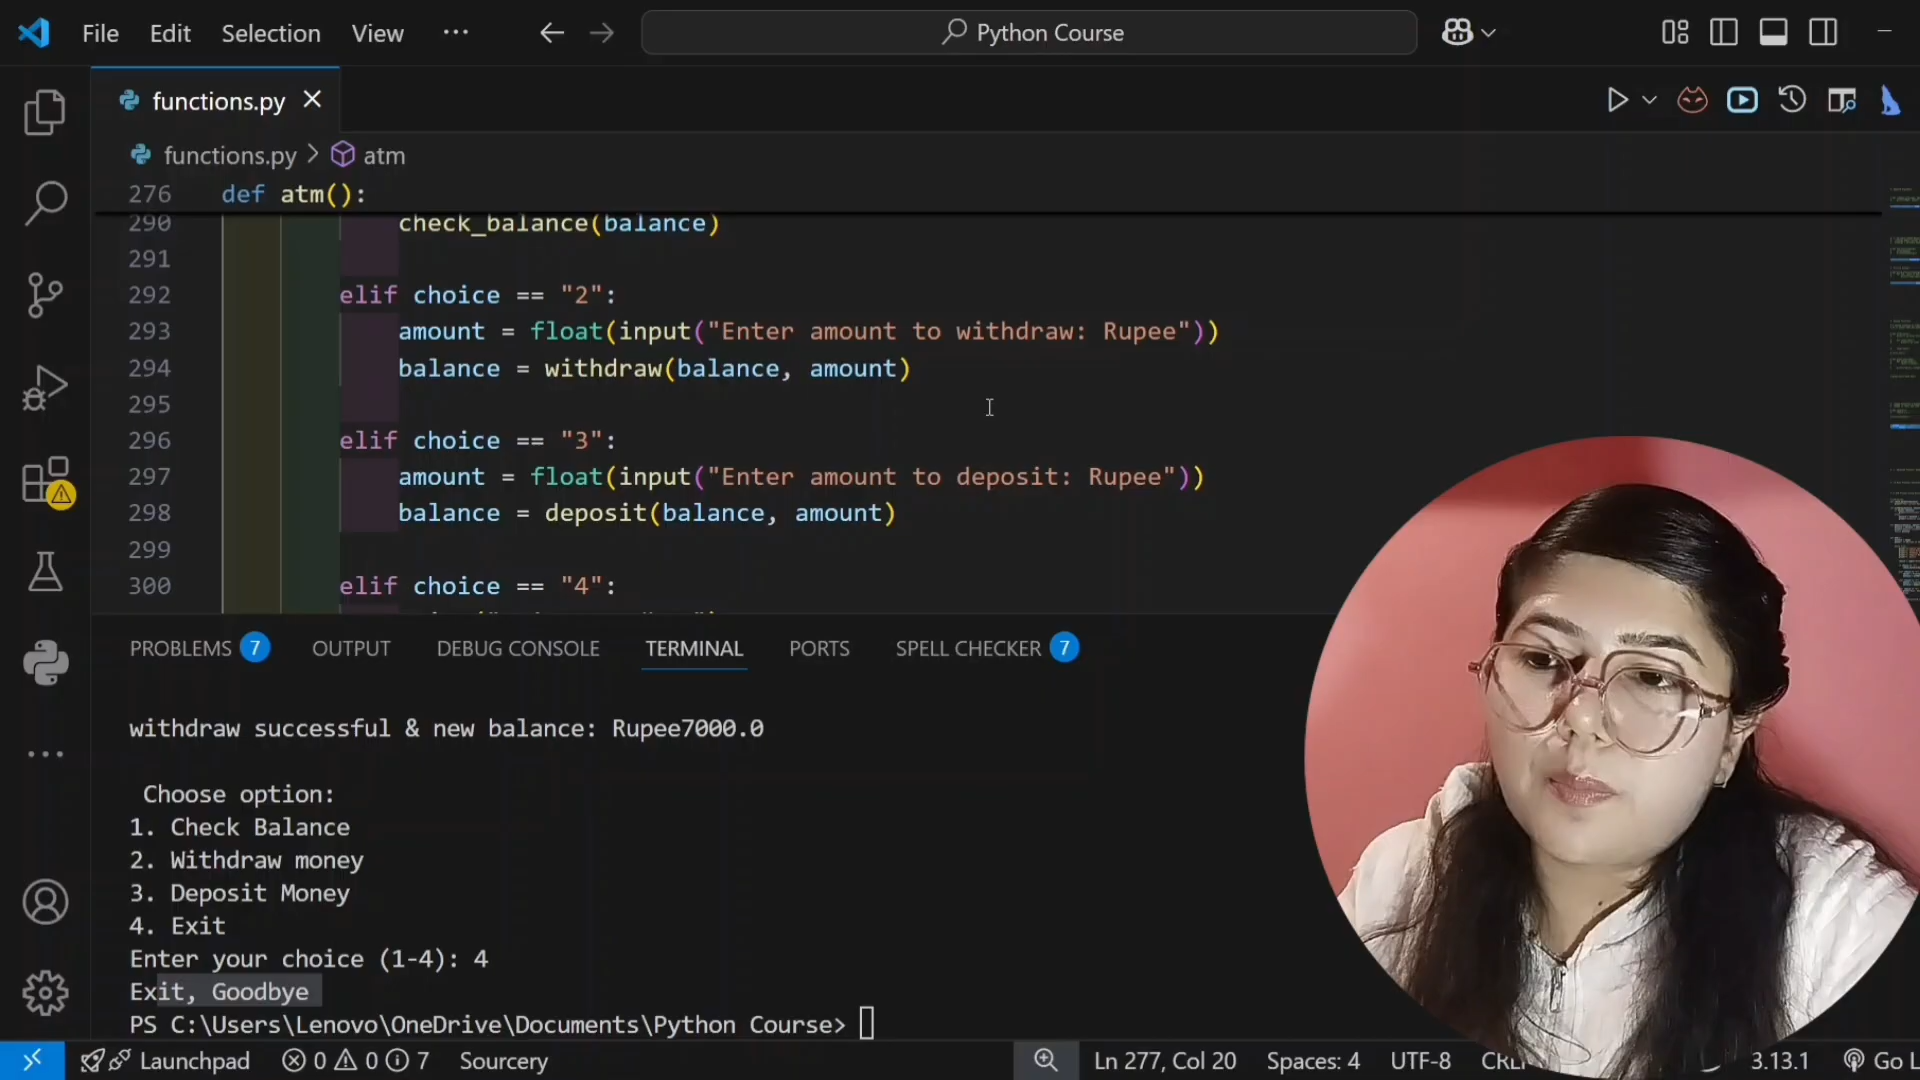 File Edit Selection View ··· Python Course
functions.py
functions.py > atm
276 def atm():
290 check_balance(balance)
291
292 elif choice == "2":
293 amount = float(input("Enter amount to withdraw: Rupee"))
294 balance = withdraw(balance, amount)
295
296 elif choice == "3":
297 amount = float(input("Enter amount to deposit: Rupee"))
298 balance = deposit(balance, amount)
299
300 elif choice == "4":
PROBLEMS 7 OUTPUT DEBUG CONSOLE TERMINAL PORTS SPELL CHECKER 7
withdraw successful & new balance: Rupee7000.0
Choose option:
1. Check Balance
2. Withdraw money
3. Deposit Money
4. Exit
Enter your choice (1-4): 4
Exit, Goodbye
PS C:\Users\Lenovo\OneDrive\Documents\Python Course>
Launchpad 0 0 7 Sourcery Ln 277, Col 20 Spaces: 4 UTF-8 3.13.1 Go